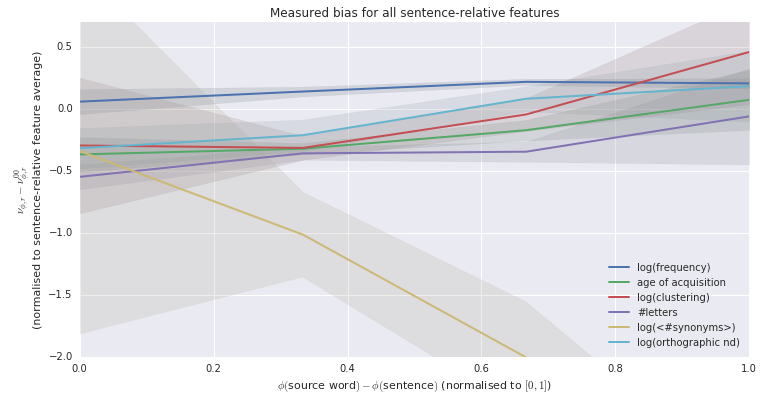 Measured bias for all sentence-relative features
ν_{ϕ,r} − ν^{00}_{ϕ,r}
(normalised to sentence-relative feature average)
0.5
0.0
−0.5
−1.0
−1.5
−2.0
log(frequency)
age of acquisition
log(clustering)
#letters
log(<#synonyms>)
log(orthographic nd)
0.0 0.2 0.4 0.6 0.8 1.0
ϕ(source word) − ϕ(sentence) (normalised to [0, 1])